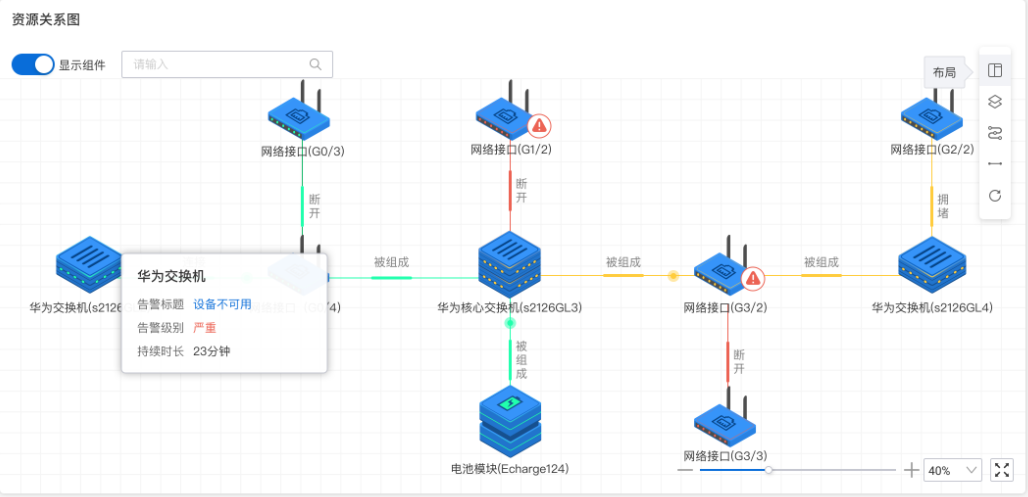 资源关系图
显示组件
请输入
布局
网络接口(G0/3)
网络接口(G1/2)
网络接口(G2/2)
断开
断开
拥堵
被组成
被组成
被组成
华为交换机(s2126
/4)
华为核心交换机(s2126GL3)
网络接口(G3/2)
华为交换机(s2126GL4)
华为交换机
告警标题 设备不可用
告警级别 严重
持续时长 23分钟
被组成
断开
电池模块(Echarge124)
网络接口(G3/3)
40%